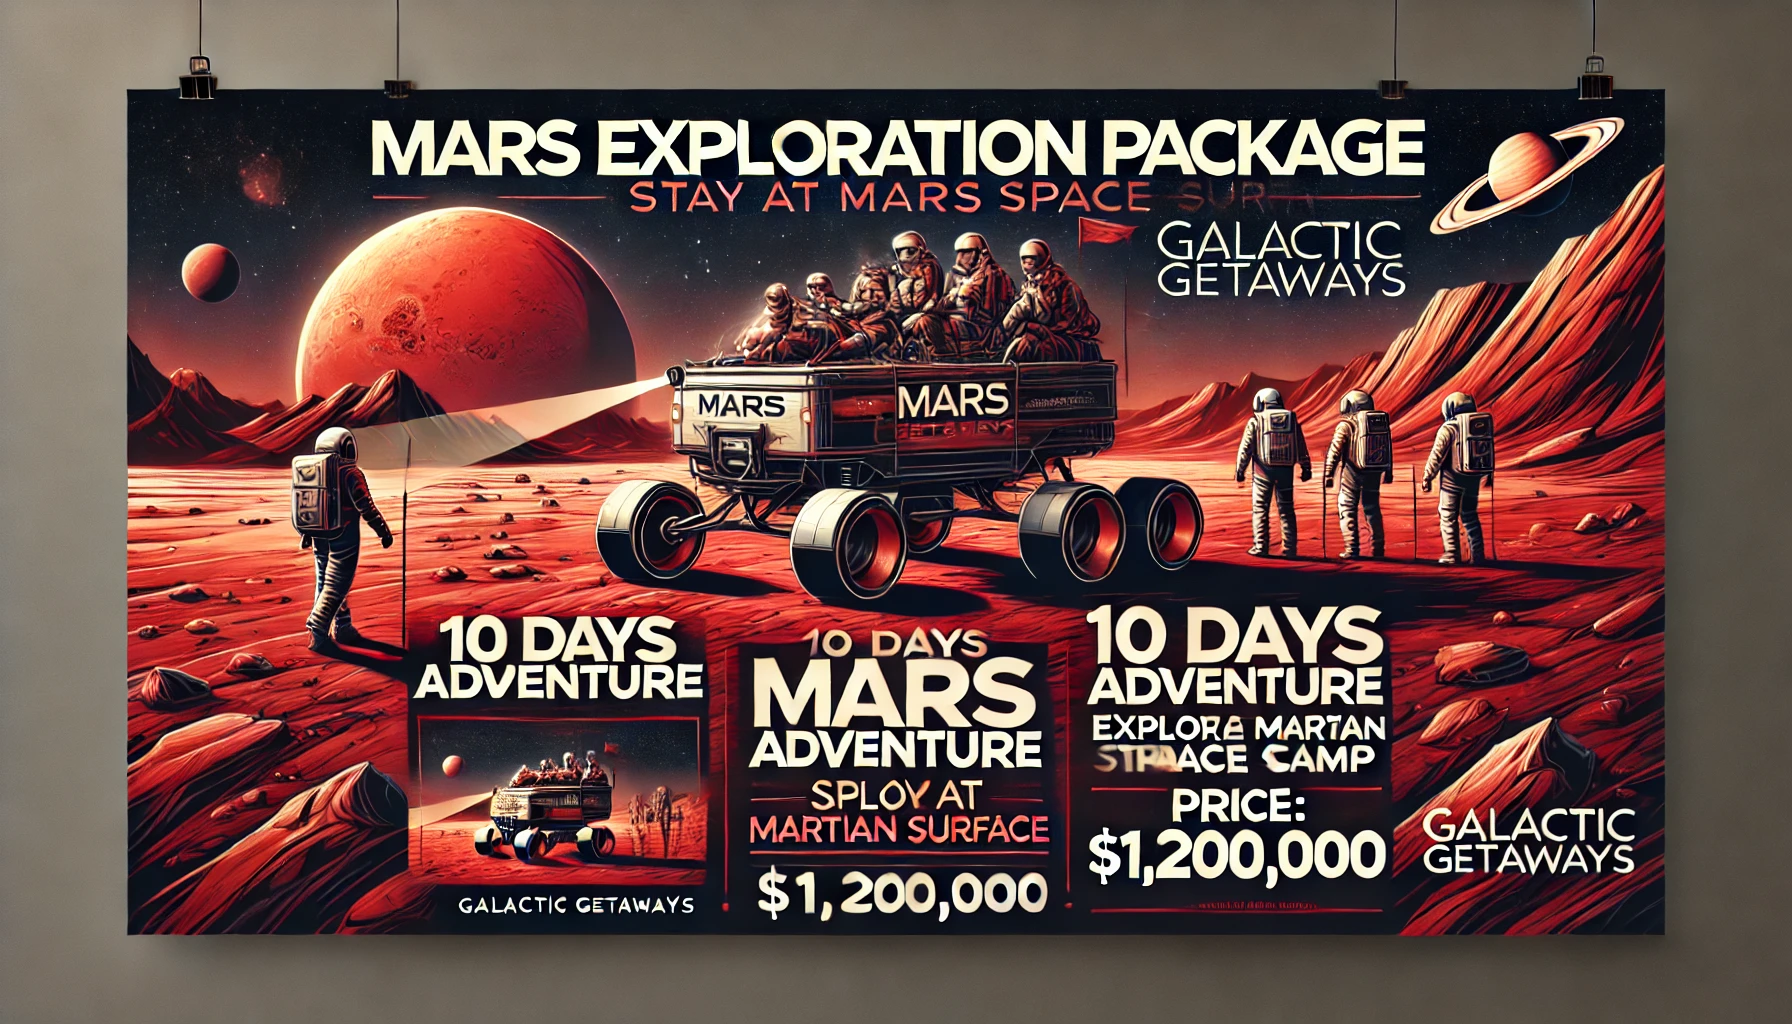 MARS EXPLORATION PACKAGE
STAY AT MARS SPACE
GALACTIC
GETAWAYS
MARS
MARS
10 DAYS
ADVENTURE
GALACTIC GETAWAYS
10 DAYS
MARS
ADVENTURE
SPLOY AT
MARTIAN SURFACE
$1,200,000
10 DAYS
ADVENTURE
EXPLORE MARTIAN
CAMP
PRICE:
$1,200,000
GALACTIC
GETAWAYS